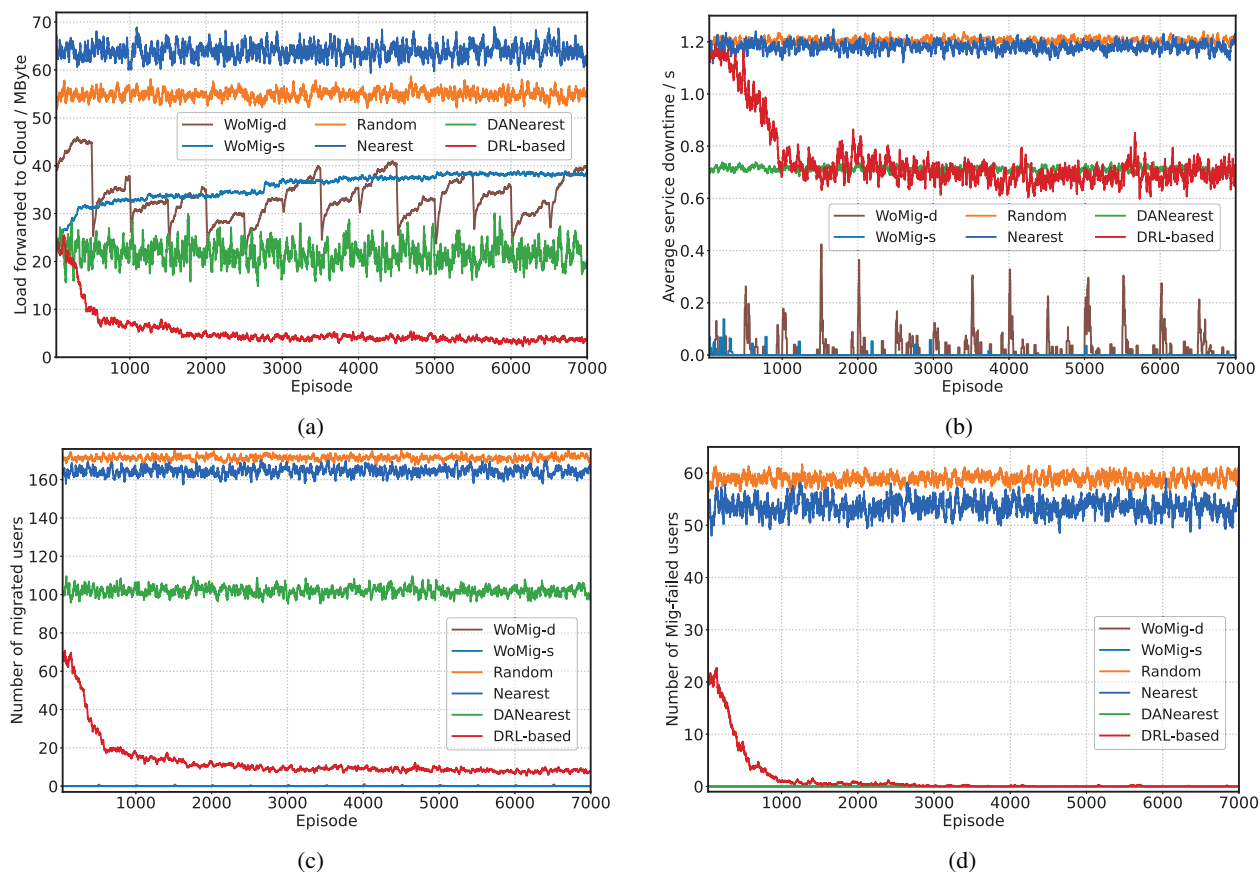 70
60
50
40
30
20
10
0
Load forwarded to Cloud / MByte
WoMig-d Random DANearest
WoMig-s Nearest DRL-based
1000 2000 3000 4000 5000 6000 7000
Episode
(a)
1.2
1.0
0.8
0.6
0.4
0.2
0.0
Average service downtime / s
WoMig-d Random DANearest
WoMig-s Nearest DRL-based
1000 2000 3000 4000 5000 6000 7000
Episode
(b)
160
140
120
100
80
60
40
20
0
Number of migrated users
WoMig-d
WoMig-s
Random
Nearest
DANearest
DRL-based
1000 2000 3000 4000 5000 6000 7000
Episode
(c)
60
50
40
30
20
10
0
Number of Mig-failed users
WoMig-d
WoMig-s
Random
Nearest
DANearest
DRL-based
1000 2000 3000 4000 5000 6000 7000
Episode
(d)